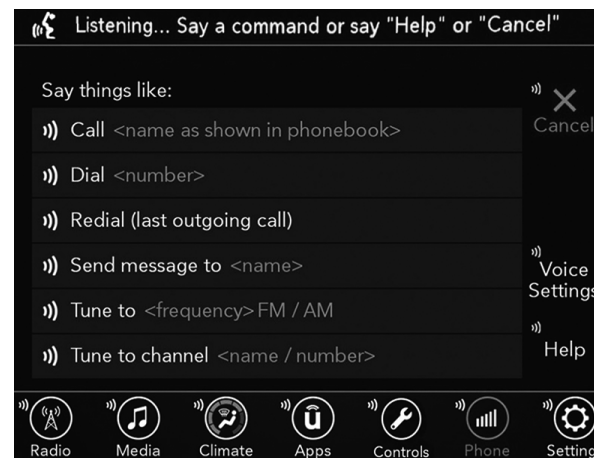 Listening... Say a command or say "Help" or "Cancel"
Say things like:
Cancel
Call <name as shown in phonebook>
Dial <number>
Redial (last outgoing call)
Send message to <name>
Voice
Settings
Tune to <frequency> FM / AM
Help
Tune to channel <name / number>
Radio Media Climate Apps Controls Phone Setting